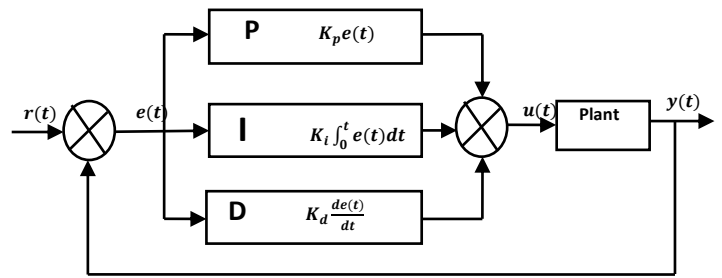 P K_p e(t)
r(t) e(t) I K_i ∫_0^t e(t)dt u(t) Plant y(t)
D K_d de(t)/dt